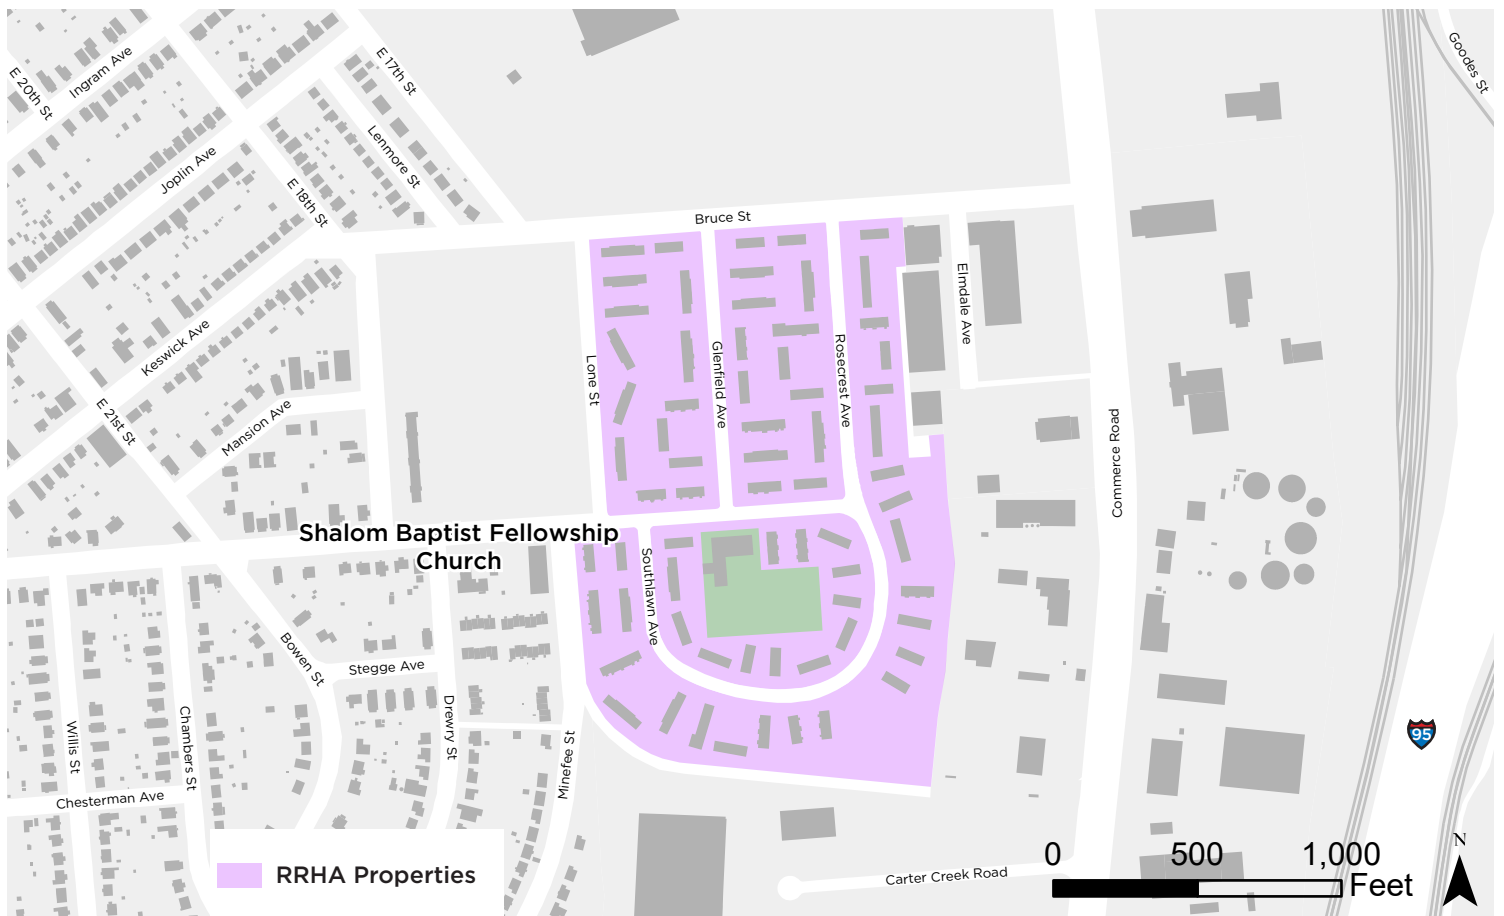 Goodes St
E 17th St
Ingram Ave
E 20th St
Lenmore St
Joplin Ave
E 18th St
Bruce St
Elmdale Ave
Keswick Ave
Lone St
Glenfield Ave
Rosecrest Ave
E 21st St
Mansion Ave
Commerce Road
Shalom Baptist Fellowship
Church
Southlawn Ave
Bowen St
Stegge Ave
Drewry St
Willis St
Chambers St
Minefee St
95
Chesterman Ave
RRHA Properties
Carter Creek Road
0 500 1,000
Feet
N